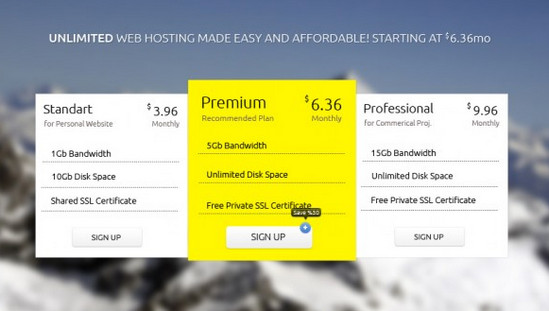 UNLIMITED WEB HOSTING MADE EASY AND AFFORDABLE! STARTING AT $6.36mo
Standart
$3.96
for Personal Website
Monthly
1Gb Bandwidth
10Gb Disk Space
Shared SSL Certificate
SIGN UP
Premium
$6.36
Recommended Plan
Monthly
5Gb Bandwidth
Unlimited Disk Space
Free Private SSL Certificate
Save %30
SIGN UP
Professional
$9.96
for Commerical Proj.
Monthly
15Gb Bandwidth
Unlimited Disk Space
Free Private SSL Certificate
SIGN UP